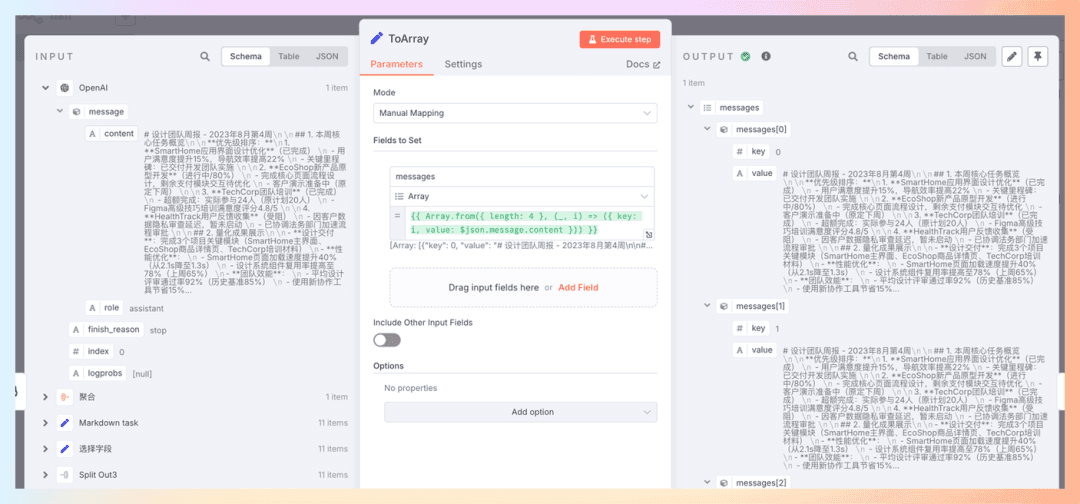 INPUT
Schema Table JSON
OpenAI 1 item
message
A content # 设计团队周报 - 2023年8月第4周\n\n## 1. 本周核
心任务概览\n\n**优先级排序：**\n1.
**SmartHome应用界面设计优化**（已完成） \n - 用
户满意度提升15%，导航效率提高22% \n - 关键里程
碑：已交付开发团队实施 \n\n2. **EcoShop新产品原
型开发**（进行中/80%） \n - 完成核心页面流程设
计，剩余支付模块交互待优化 \n - 客户演示准备中（原
定下周） \n\n3. **TechCorp团队培训**（已完成）
\n - 超额完成：实际参与24人（原计划20人） \n -
Figma高级技巧培训满意度评分4.8/5 \n\n4.
**HealthTrack用户反馈收集**（受阻） \n - 因客户数
据隐私审查延迟，暂未启动 \n - 已协调法务部门加速
流程审批 \n\n## 2. 量化成果展示\n\n- **设计交
付**： 完成3个项目关键模块（SmartHome主界面、
EcoShop商品详情页、TechCorp培训材料） \n- **性
能优化**： \n - SmartHome页面加载速度提升40%
（从2.1s降至1.3s） \n - 设计系统组件复用率提高至
78%（上周65%） \n- **团队效能**： \n - 平均设计
评审通过率92%（历史基准85%） \n - 使用新协作工具
节省15%...
A role assistant
A finish_reason stop
# index 0
A logprobs [null]
聚合 1 item
Markdown task 11 items
选择字段 11 items
Split Out3 11 items
ToArray
Execute step
Parameters Settings Docs
Mode
Manual Mapping
Fields to Set
messages
Array
= {{ Array.from({ length: 4 }, (_, i) => ({ key:
i, value: $json.message.content })) }}
[Array: [{"key": 0, "value": "# 设计团队周报 - 2023年8月第4周\n\n#...
Drag input fields here or Add Field
Include Other Input Fields
Options
No properties
Add option
OUTPUT
Schema Table JSON
1 item
messages
messages[0]
# key 0
A value # 设计团队周报 - 2023年8月第4周\n\n## 1. 本周核心任务概览
\n\n**优先级排序：**\n1. **SmartHome应用界面设计优化**（已完
成） \n - 用户满意度提升15%，导航效率提高22% \n - 关键里程碑：
已交付开发团队实施 \n\n2. **EcoShop新产品原型开发**（进行
中/80%） \n - 完成核心页面流程设计，剩余支付模块交互待优化 \n -
客户演示准备中（原定下周） \n\n3. **TechCorp团队培训**（已完
成） \n - 超额完成：实际参与24人（原计划20人） \n - Figma高级技
巧培训满意度评分4.8/5 \n\n4. **HealthTrack用户反馈收集**（受
阻） \n - 因客户数据隐私审查延迟，暂未启动 \n - 已协调法务部门加速
流程审批 \n\n## 2. 量化成果展示\n\n- **设计交付**： 完成3个项目
关键模块（SmartHome主界面、EcoShop商品详情页、TechCorp培训
材料） \n- **性能优化**： \n - SmartHome页面加载速度提升40%
（从2.1s降至1.3s） \n - 设计系统组件复用率提高至78%（上周65%）
\n- **团队效能**： \n - 平均设计评审通过率92%（历史基准85%）
\n - 使用新协作工具节省15%...
messages[1]
# key 1
A value # 设计团队周报 - 2023年8月第4周\n\n## 1. 本周核心任务概览
\n\n**优先级排序：**\n1. **SmartHome应用界面设计优化**（已完
成） \n - 用户满意度提升15%，导航效率提高22% \n - 关键里程碑：
已交付开发团队实施 \n\n2. **EcoShop新产品原型开发**（进行
中/80%） \n - 完成核心页面流程设计，剩余支付模块交互待优化 \n -
客户演示准备中（原定下周） \n\n3. **TechCorp团队培训**（已完
成） \n - 超额完成：实际参与24人（原计划20人） \n - Figma高级技
巧培训满意度评分4.8/5 \n\n4. **HealthTrack用户反馈收集**（受
阻） \n - 因客户数据隐私审查延迟，暂未启动 \n - 已协调法务部门加速
流程审批 \n\n## 2. 量化成果展示\n\n- **设计交付**： 完成3个项目
关键模块（SmartHome主界面、EcoShop商品详情页、TechCorp培训
材料） \n- **性能优化**： \n - SmartHome页面加载速度提升40%
（从2.1s降至1.3s） \n - 设计系统组件复用率提高至78%（上周65%）
\n- **团队效能**： \n - 平均设计评审通过率92%（历史基准85%）
\n - 使用新协作工具节省15%...
messages[2]